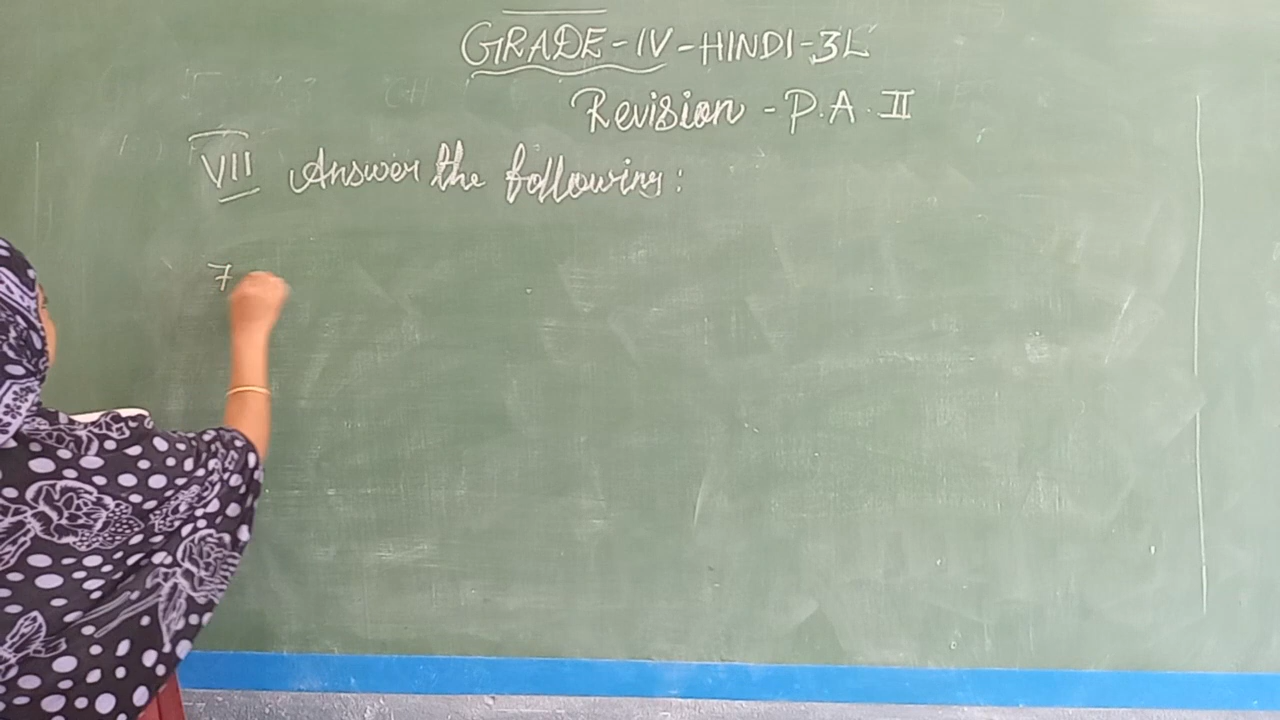 GRADE-IV-HINDI-3L
Revision - P.A. II
VII Answer the following:
7